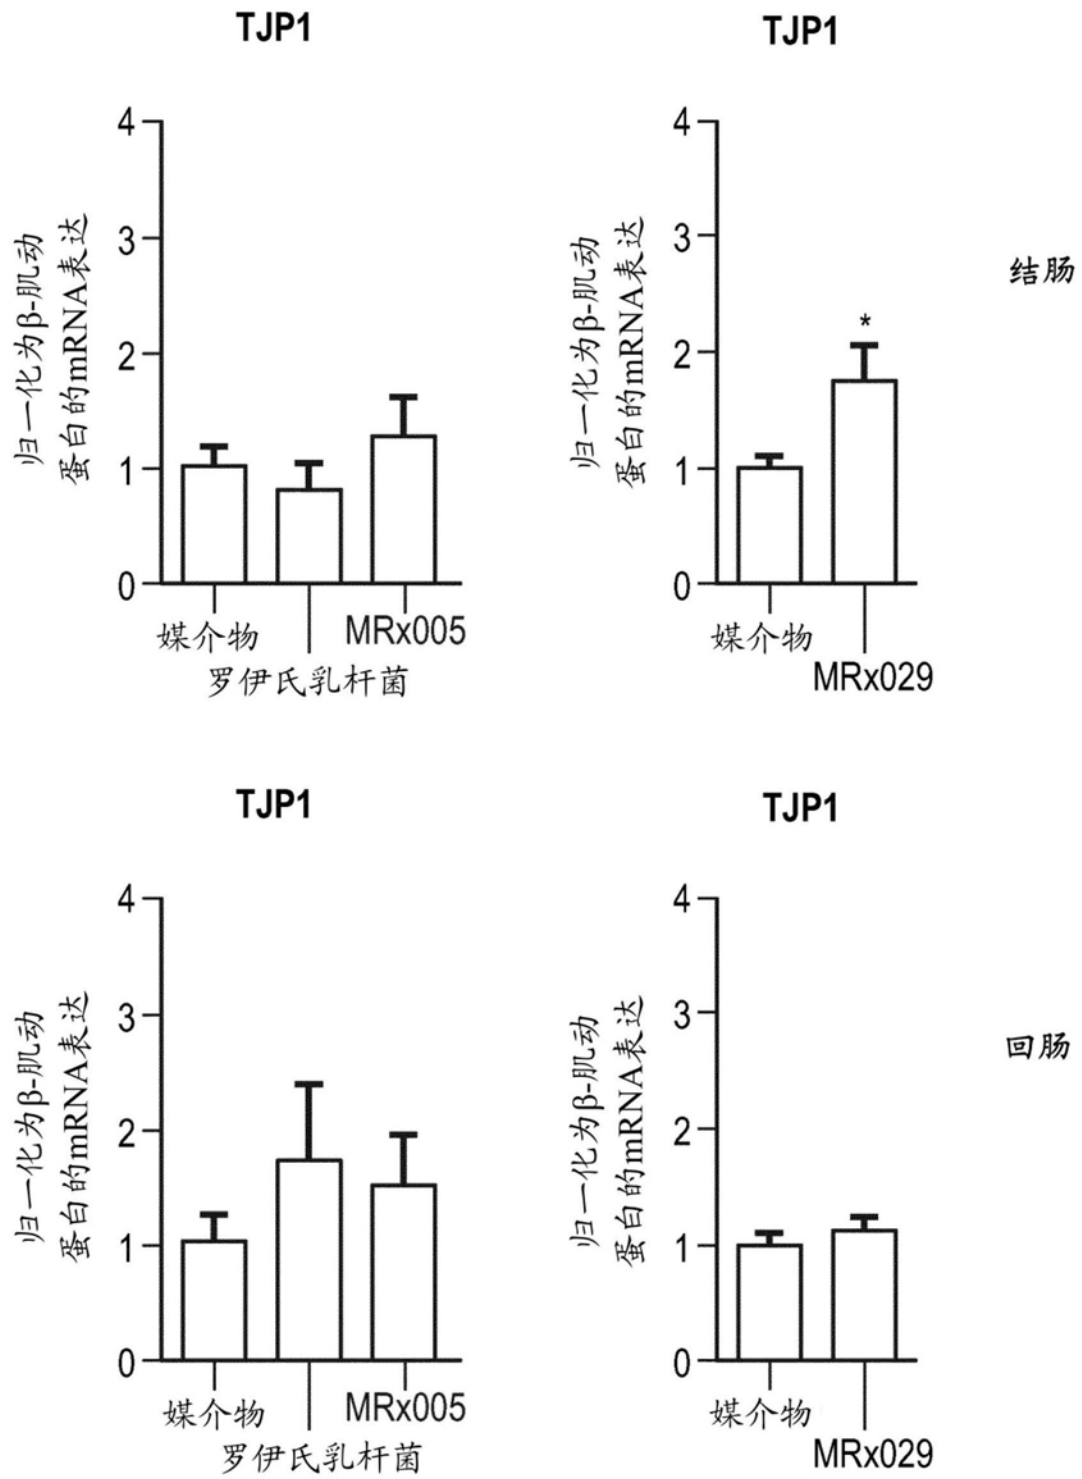 TJP1
4
3
2
1
0
归一化为β-肌动
蛋白的mRNA表达
媒介物
罗伊氏乳杆菌
MRx005
TJP1
4
3
2
1
0
归一化为β-肌动
蛋白的mRNA表达
*
媒介物
MRx029
结肠
TJP1
4
3
2
1
0
归一化为β-肌动
蛋白的mRNA表达
媒介物
罗伊氏乳杆菌
MRx005
TJP1
4
3
2
1
0
归一化为β-肌动
蛋白的mRNA表达
媒介物
MRx029
回肠